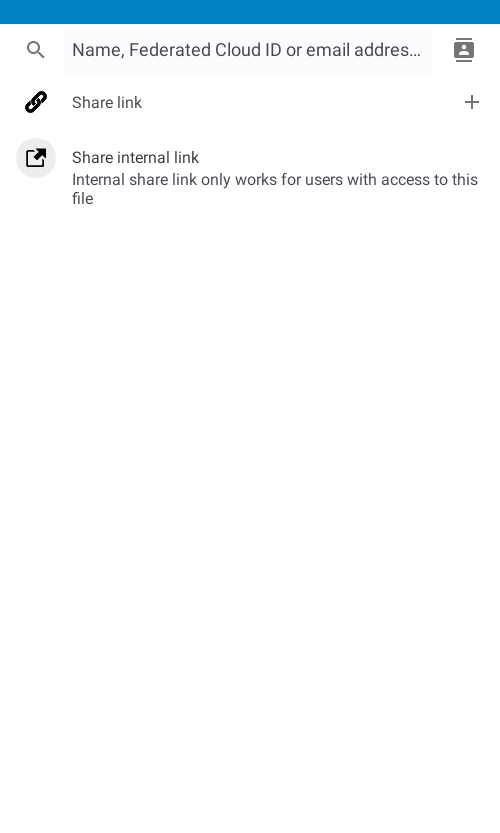 Name, Federated Cloud ID or email addres…
Share link
Share internal link
Internal share link only works for users with access to this
file